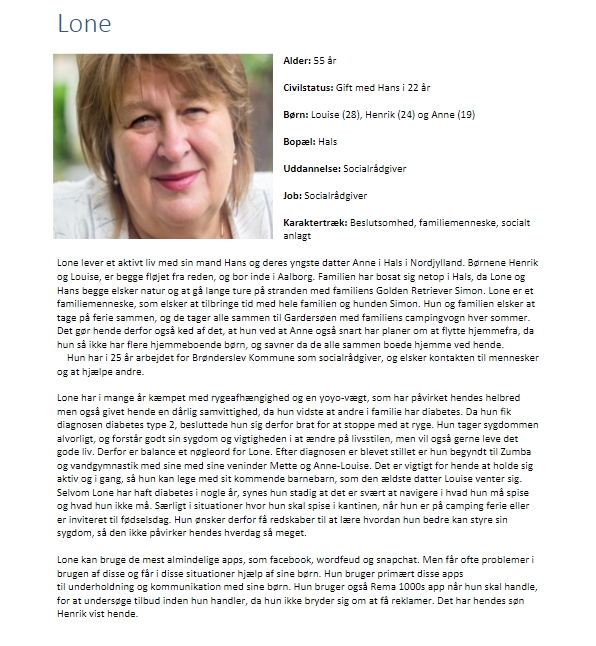 Lone
Alder: 55 år
Civilstatus: Gift med Hans i 22 år
Børn: Louise (28), Henrik (24) og Anne (19)
Bopæl: Hals
Uddannelse: Socialrådgiver
Job: Socialrådgiver
Karaktertræk: Beslutsomhed, familiemenneske, socialt
anlagt
Lone lever et aktivt liv med sin mand Hans og deres yngste datter Anne i Hals i Nordjylland. Børnene Henrik
og Louise, er begge fløjet fra reden, og bor inde i Aalborg. Familien har bosat sig netop i Hals, da Lone og
Hans begge elsker natur og at gå lange ture på stranden med familiens Golden Retriever Simon. Lone er et
familiemenneske, som elsker at tilbringe tid med hele familien og hunden Simon. Hun og familien elsker at
tage på ferie sammen, og de tager alle sammen til Gardersøen med familiens campingvogn hver sommer.
Det gør hende derfor også ked af det, at hun ved at Anne også snart har planer om at flytte hjemmefra, da
hun så ikke har flere hjemmeboende børn, og savner da de alle sammen boede hjemme ved hende.
Hun har i 25 år arbejdet for Brønderslev Kommune som socialrådgiver, og elsker kontakten til mennesker
og at hjælpe andre.
Lone har i mange år kæmpet med rygeafhængighed og en yoyo-vægt, som har påvirket hendes helbred
men også givet hende en dårlig samvittighed, da hun vidste at andre i familie har diabetes. Da hun fik
diagnosen diabetes type 2, besluttede hun sig derfor brat for at stoppe med at ryge. Hun tager sygdommen
alvorligt, og forstår godt sin sygdom og vigtigheden i at ændre på livsstilen, men vil også gerne leve det
gode liv. Derfor er balance et nøgleord for Lone. Efter diagnosen er blevet stillet er hun begyndt til Zumba
og vandgymnastik med sine med sine veninder Mette og Anne-Louise. Det er vigtigt for hende at holde sig
aktiv og i gang, så hun kan lege med sit kommende barnebarn, som den ældste datter Louise venter sig.
Selvom Lone har haft diabetes i nogle år, synes hun stadig at det er svært at navigere i hvad hun må spise
og hvad hun ikke må. Særligt i situationer hvor hun skal spise i kantinen, når hun er på camping ferie eller
er inviteret til fødselsdag. Hun ønsker derfor få redskaber til at lære hvordan hun bedre kan styre sin
sygdom, så den ikke påvirker hendes hverdag så meget.
Lone kan bruge de mest almindelige apps, som facebook, wordfeud og snapchat. Men får ofte problemer i
brugen af disse og får i disse situationer hjælp af sine børn. Hun bruger primært disse apps
til underholdning og kommunikation med sine børn. Hun bruger også Rema 1000s app når hun skal handle,
for at undersøge tilbud inden hun handler, da hun ikke bryder sig om at få reklamer. Det har hendes søn
Henrik vist hende.